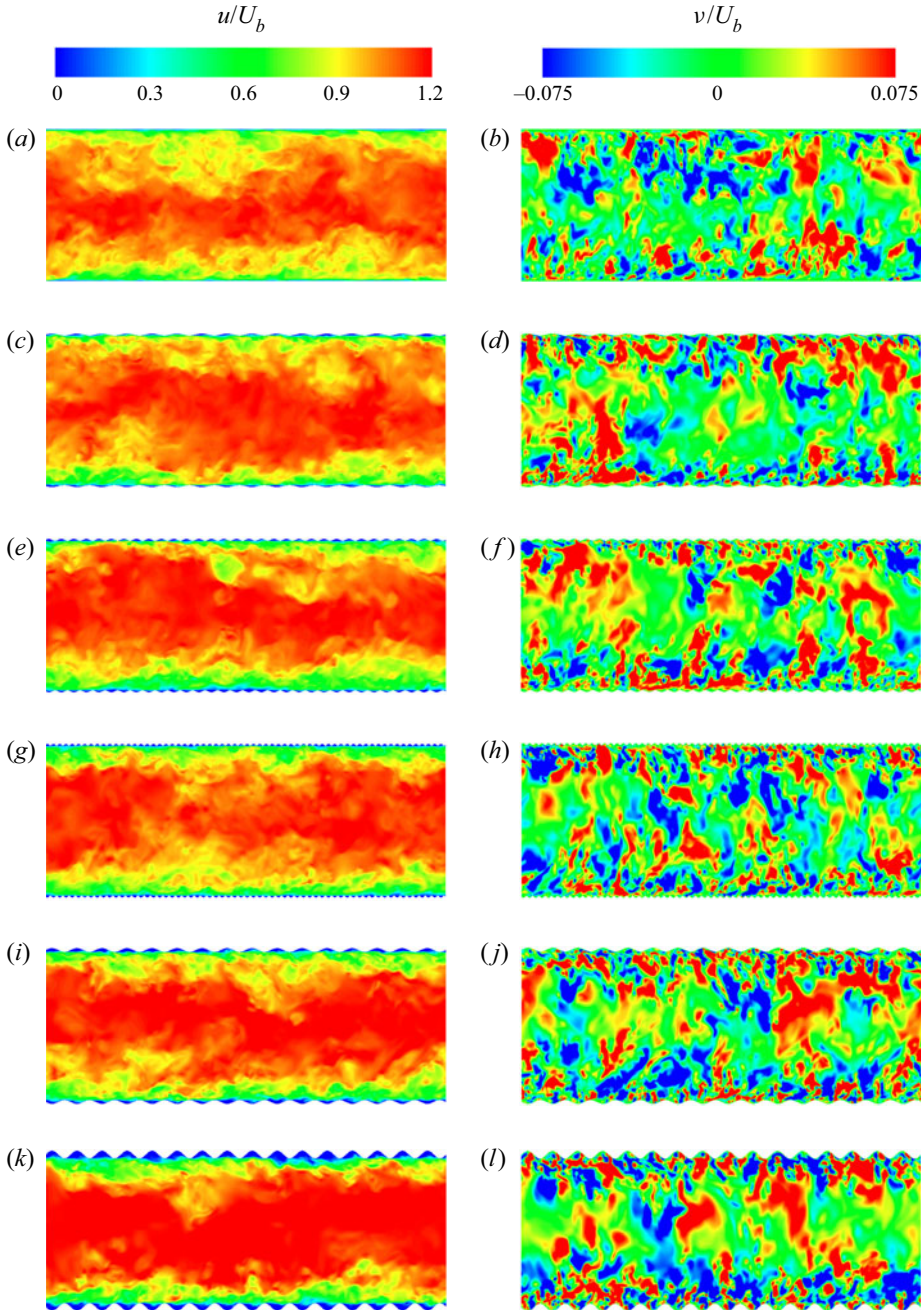 u/U_b v/U_b
0 0.3 0.6 0.9 1.2 −0.075 0 0.075
(a) (b)
(c) (d)
(e) (f)
(g) (h)
(i) (j)
(k) (l)